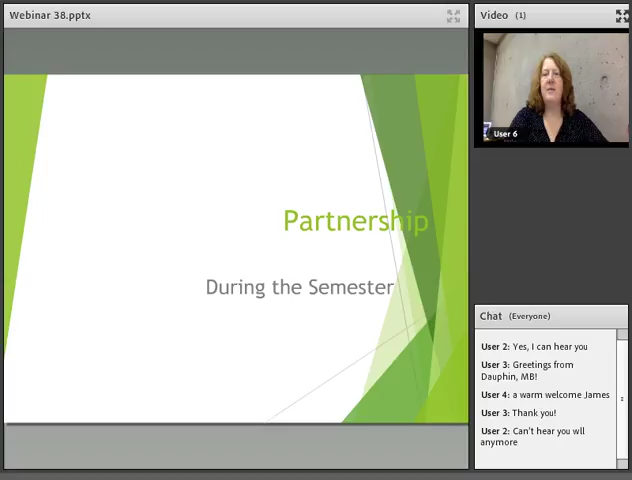 Webinar 38.pptx
Partnership
During the Semester
Video (1)
User 6
Chat (Everyone)
User 2: Yes, I can hear you
User 3: Greetings from
Dauphin, MB!
User 4: a warm welcome James
User 3: Thank you!
User 2: Can't hear you wll
anymore